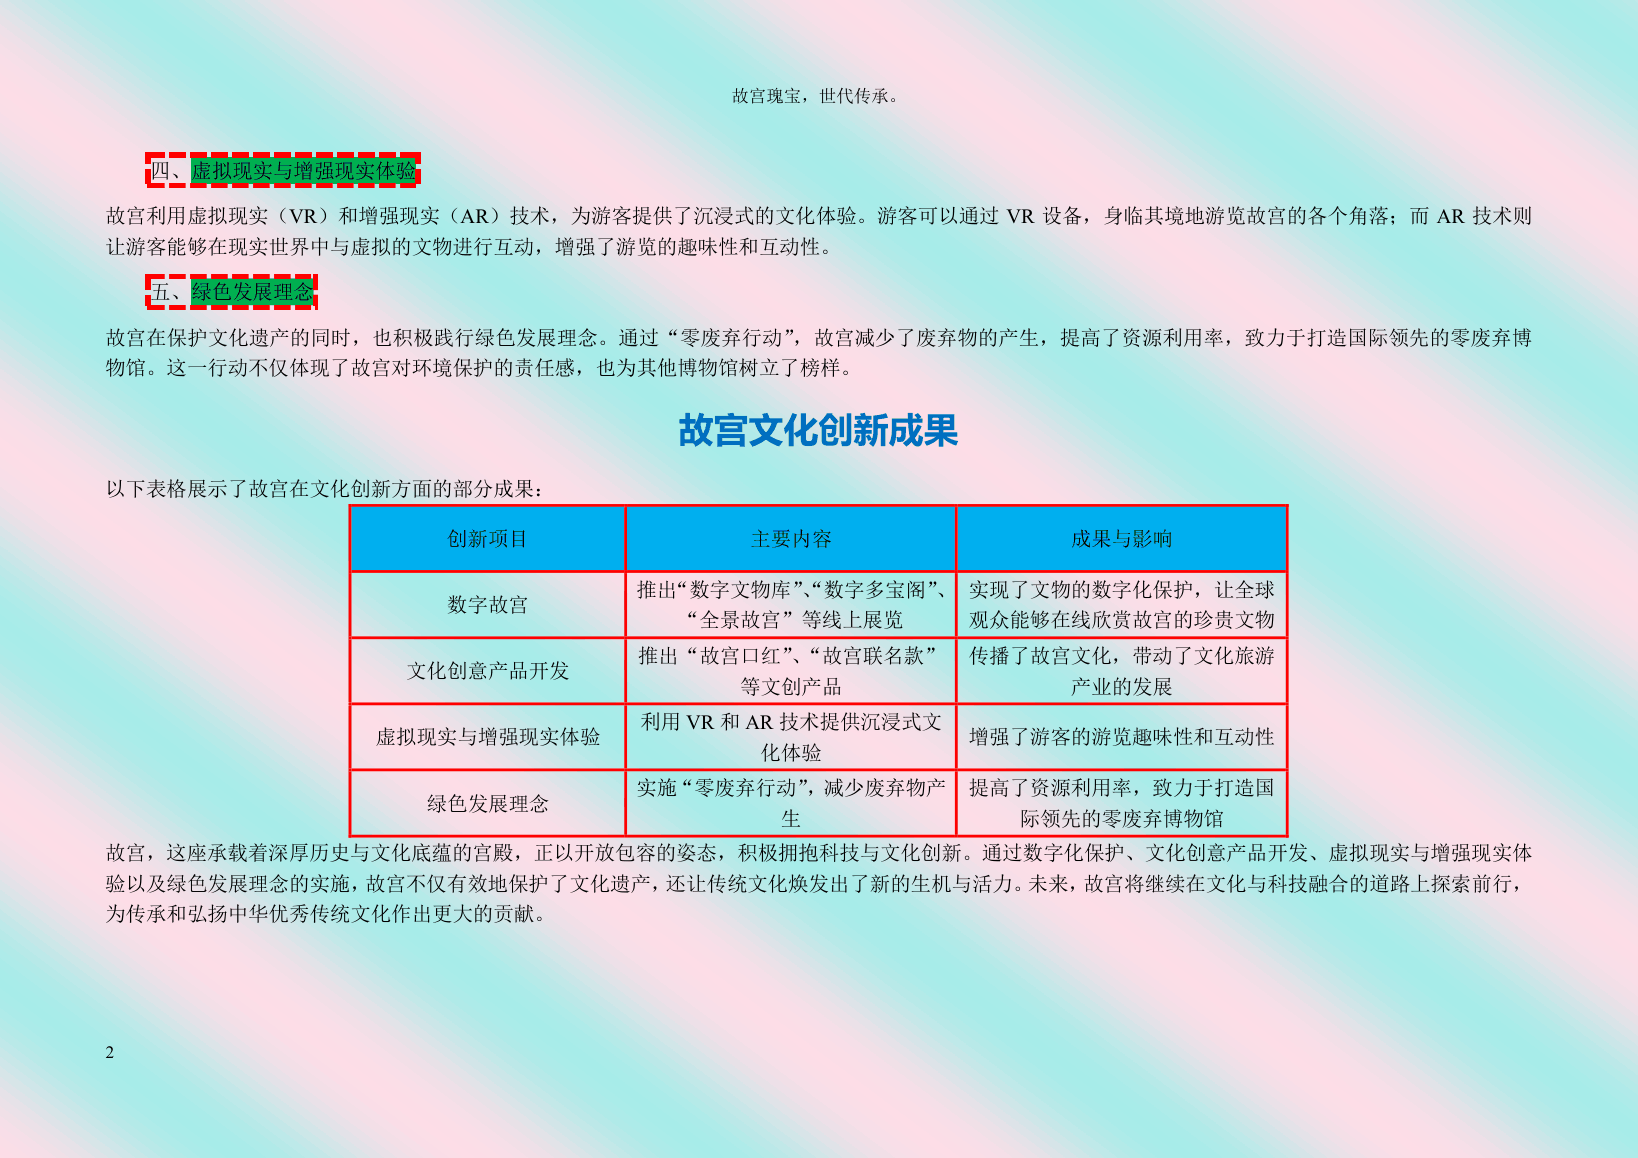 故宫瑰宝，世代传承。
四、虚拟现实与增强现实体验
故宫利用虚拟现实（VR）和增强现实（AR）技术，为游客提供了沉浸式的文化体验。游客可以通过 VR 设备，身临其境地游览故宫的各个角落；而 AR 技术则
让游客能够在现实世界中与虚拟的文物进行互动，增强了游览的趣味性和互动性。
五、绿色发展理念
故宫在保护文化遗产的同时，也积极践行绿色发展理念。通过“零废弃行动”，故宫减少了废弃物的产生，提高了资源利用率，致力于打造国际领先的零废弃博
物馆。这一行动不仅体现了故宫对环境保护的责任感，也为其他博物馆树立了榜样。
故宫文化创新成果
以下表格展示了故宫在文化创新方面的部分成果：
创新项目 主要内容 成果与影响
数字故宫
推出“数字文物库”、“数字多宝阁”、
“全景故宫”等线上展览
实现了文物的数字化保护，让全球
观众能够在线欣赏故宫的珍贵文物
文化创意产品开发
推出“故宫口红”、“故宫联名款”
等文创产品
传播了故宫文化，带动了文化旅游
产业的发展
虚拟现实与增强现实体验
利用 VR 和 AR 技术提供沉浸式文
化体验
增强了游客的游览趣味性和互动性
绿色发展理念
实施“零废弃行动”，减少废弃物产
生
提高了资源利用率，致力于打造国
际领先的零废弃博物馆
故宫，这座承载着深厚历史与文化底蕴的宫殿，正以开放包容的姿态，积极拥抱科技与文化创新。通过数字化保护、文化创意产品开发、虚拟现实与增强现实体
验以及绿色发展理念的实施，故宫不仅有效地保护了文化遗产，还让传统文化焕发出了新的生机与活力。未来，故宫将继续在文化与科技融合的道路上探索前行，
为传承和弘扬中华优秀传统文化作出更大的贡献。
2